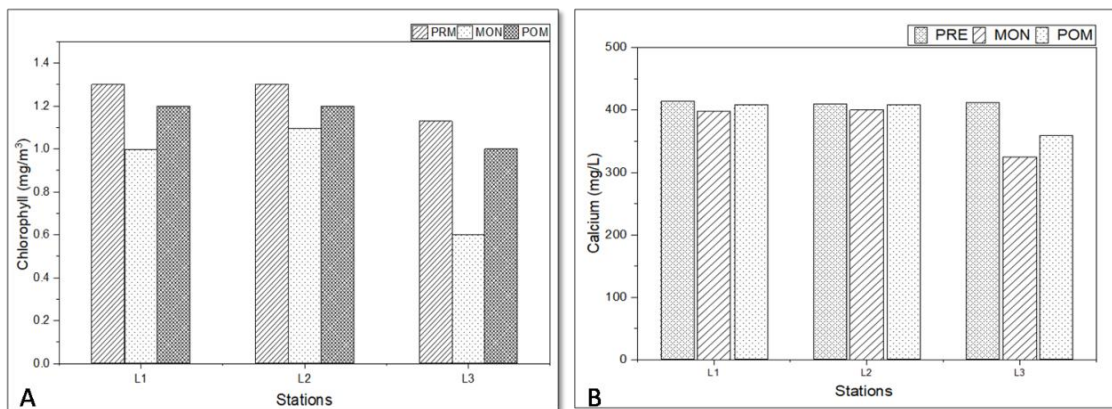 PRM MON POM
1.4
1.2
1.0
0.8
0.6
0.4
0.2
0.0
Chlorophyll (mg/m³)
L1 L2 L3
Stations
A
PRE MON POM
500
400
300
200
100
0
Calcium (mg/L)
L1 L2 L3
Stations
B